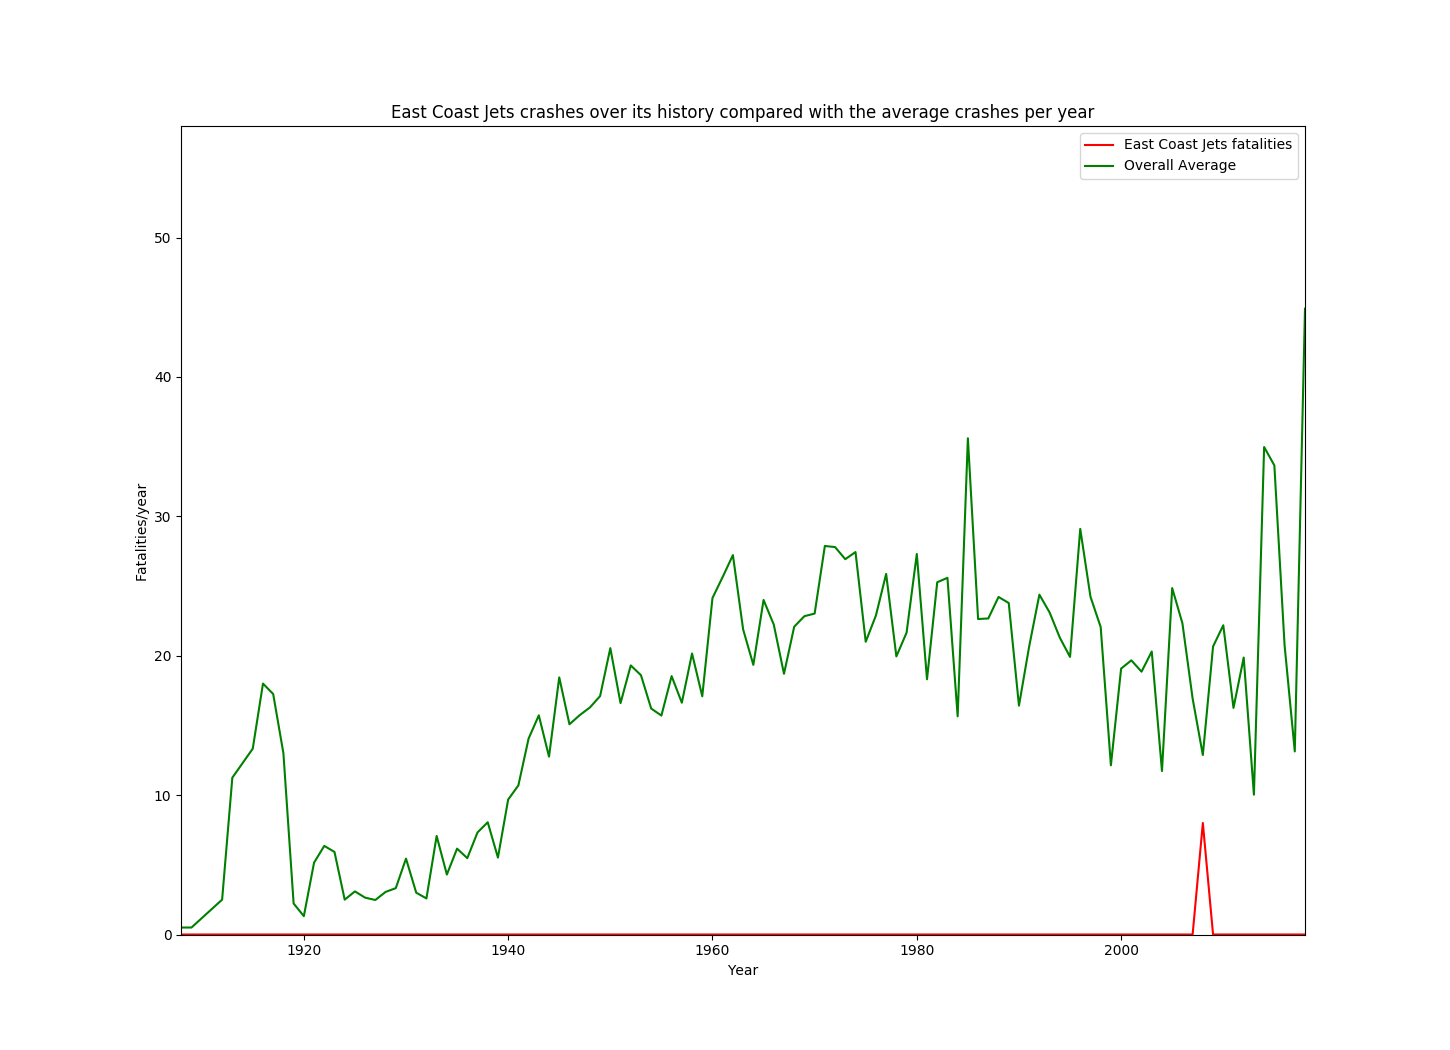 East Coast Jets crashes over its history compared with the average crashes per year
East Coast Jets fatalities
Overall Average
50
40
30
20
10
0
Fatalities/year
1920 1940 1960 1980 2000
Year